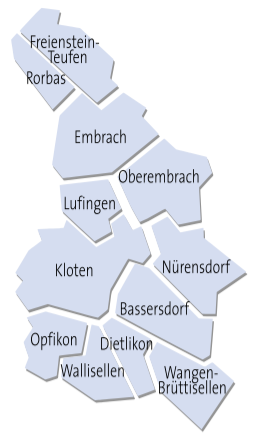 Freienstein-
Teufen
Rorbas
Embrach
Oberembrach
Lufingen
Kloten
Nürensdorf
Bassersdorf
Opfikon
Dietlikon
Wallisellen
Wangen-
Brüttisellen